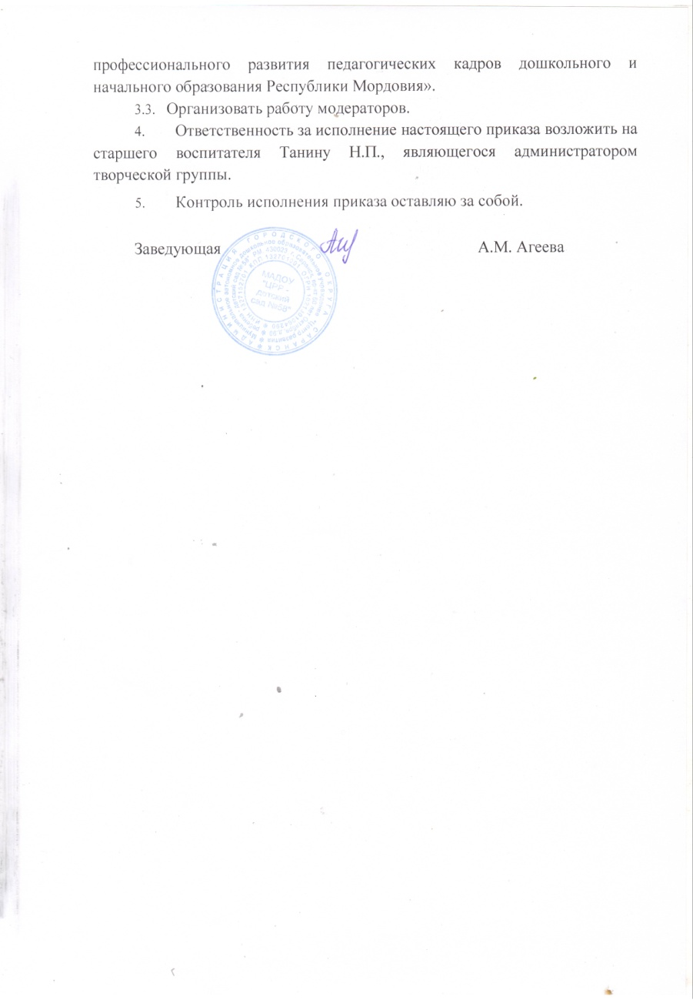 профессионального развития педагогических кадров дошкольного и
начального образования Республики Мордовия».
3.3. Организовать работу модераторов.
4. Ответственность за исполнение настоящего приказа возложить на
старшего воспитателя Танину Н.П., являющегося администратором
творческой группы.
5. Контроль исполнения приказа оставляю за собой.
Заведующая А.М. Агеева
АДМИНИСТРАЦИЯ ГОРОДСКОГО ОКРУГА САРАНСК
МАДОУ
"ЦРР -
детский
сад №58"